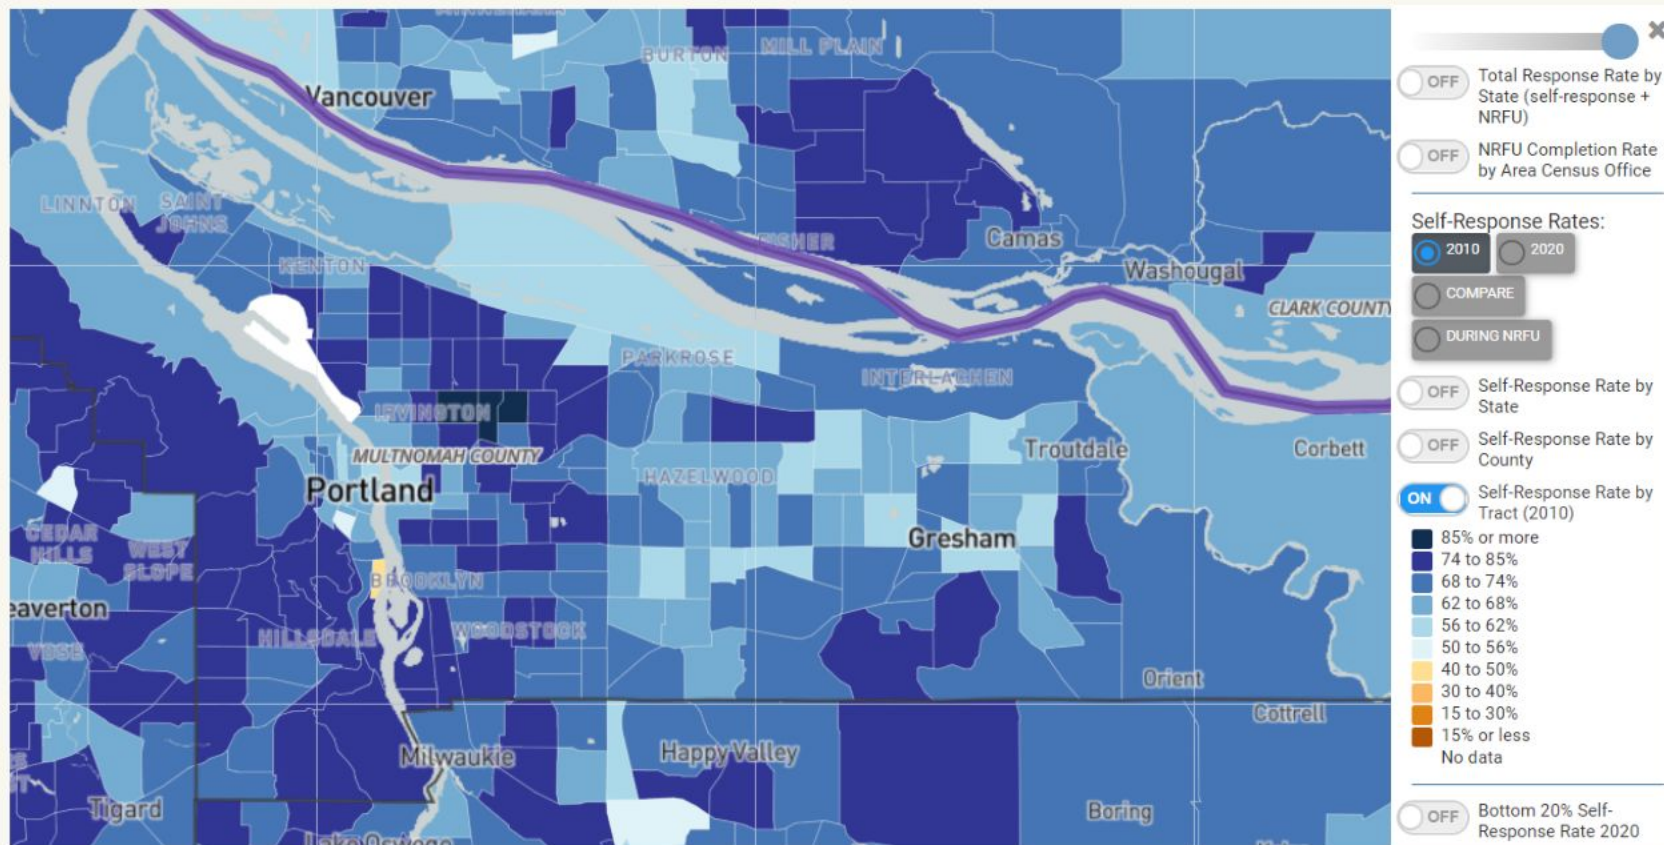 BURTON
MILL PLAIN
Vancouver
LINNTON
SAINT
JOHNS
FISHER
Camas
KENTON
Washougal
CLARK COUNTY
PARKROSE
INTERLACHEN
IRVINGTON
MULTNOMAH COUNTY
Troutdale
Corbett
HAZELWOOD
Portland
CEDAR
HILLS
WEST
SLOPE
Gresham
BROOKLYN
eaverton
HILLSDALE
WOODSTOCK
VOSE
Orient
Cottrell
Milwaukie
Happy Valley
Tigard
Boring
Lake Oswego
OFF
Total Response Rate by
State (self-response +
NRFU)
OFF
NRFU Completion Rate
by Area Census Office
Self-Response Rates:
2010
2020
COMPARE
DURING NRFU
OFF
Self-Response Rate by
State
OFF
Self-Response Rate by
County
ON
Self-Response Rate by
Tract (2010)
85% or more
74 to 85%
68 to 74%
62 to 68%
56 to 62%
50 to 56%
40 to 50%
30 to 40%
15 to 30%
15% or less
No data
OFF
Bottom 20% Self-
Response Rate 2020